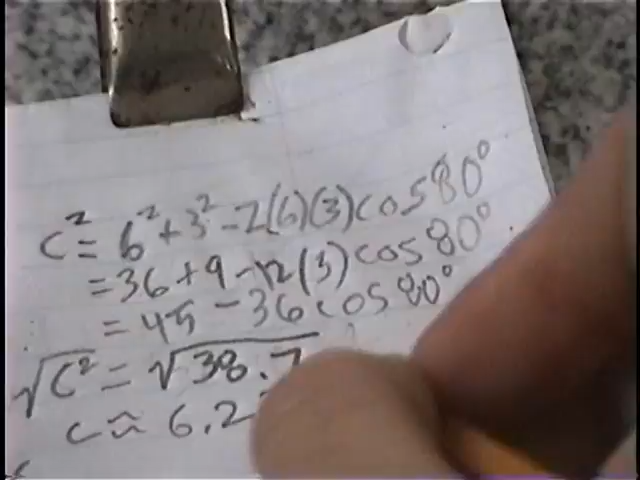 c² = 6² + 3² - 2(6)(3) cos 80°
= 36 + 9 - 12(3) cos 80°
= 45 - 36 cos 80°
√c² = √38.7
c ≈ 6.2